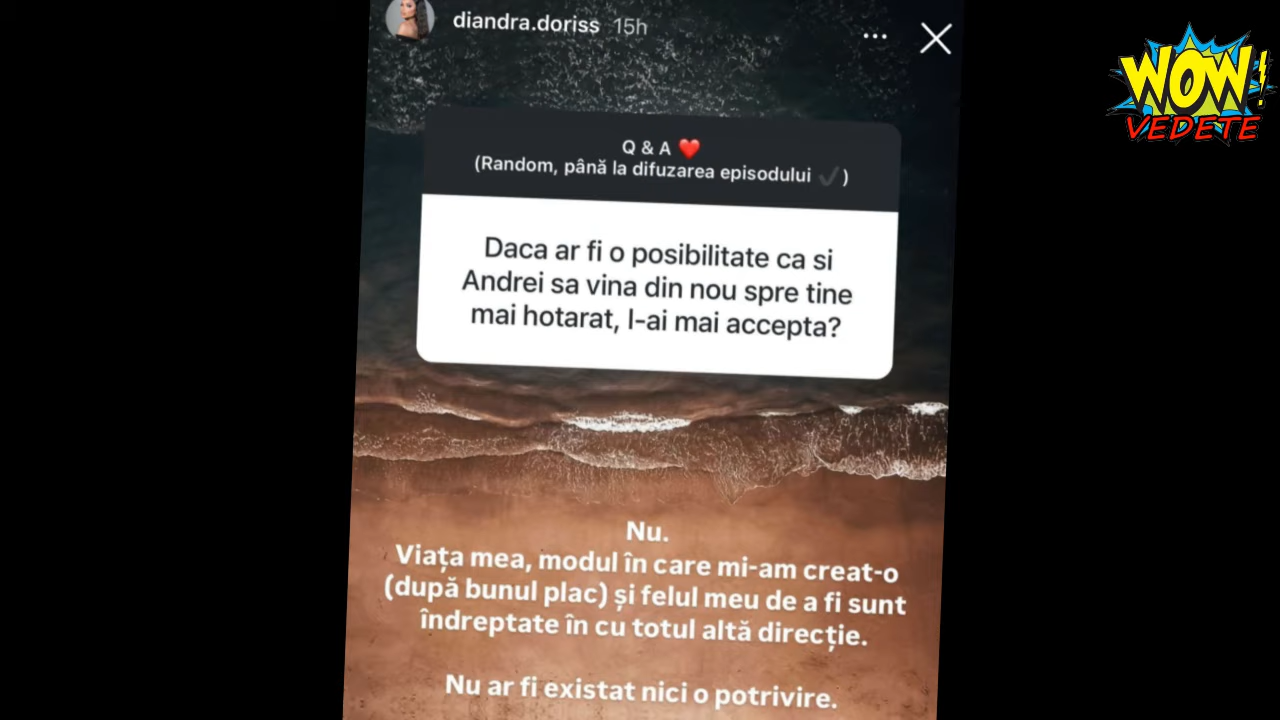 diandra.doriss 15h
WOW!
VEDETE
Q & A ❤️
(Random, până la difuzarea episodului ✔️)
Daca ar fi o posibilitate ca si
Andrei sa vina din nou spre tine
mai hotarat, l-ai mai accepta?
Nu.
Viața mea, modul în care mi-am creat-o
(după bunul plac) și felul meu de a fi sunt
îndreptate în cu totul altă direcție.
Nu ar fi existat nici o potrivire.